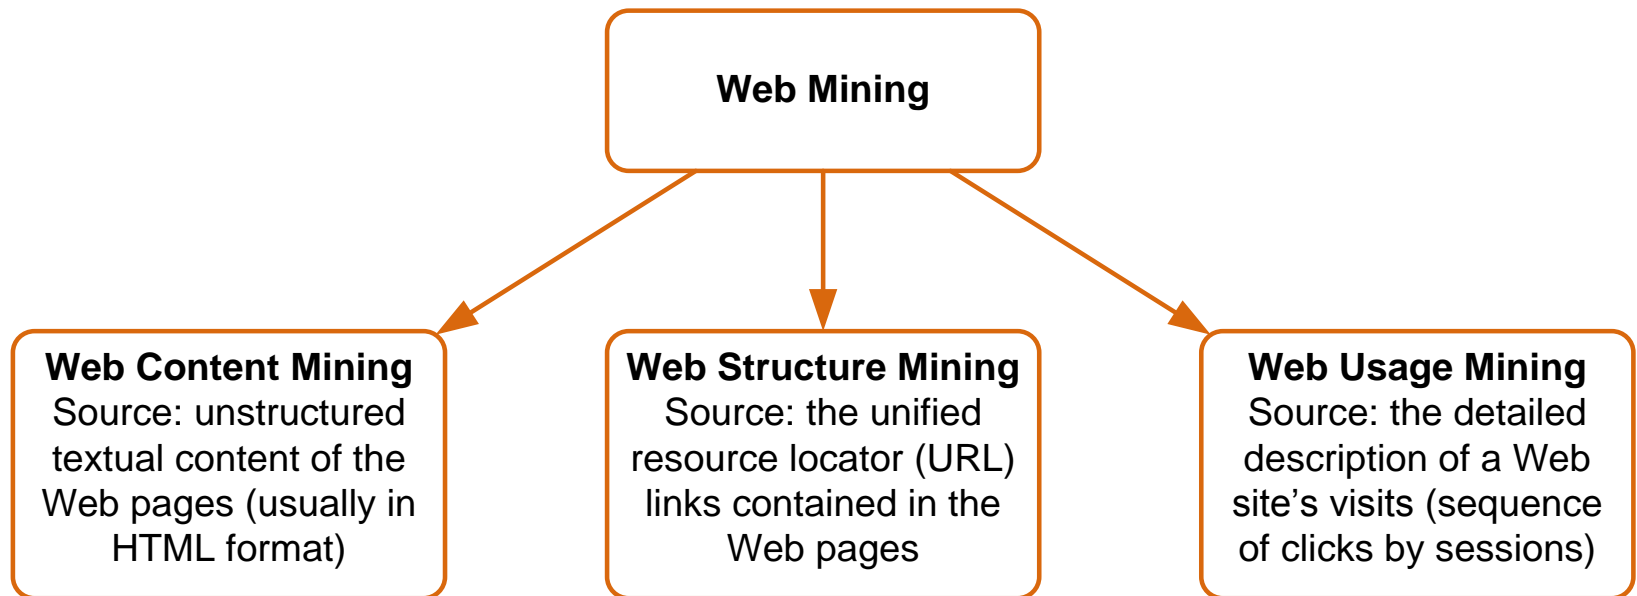 Web Mining
Web Content Mining
Source: unstructured
textual content of the
Web pages (usually in
HTML format)
Web Structure Mining
Source: the unified
resource locator (URL)
links contained in the
Web pages
Web Usage Mining
Source: the detailed
description of a Web
site’s visits (sequence
of clicks by sessions)